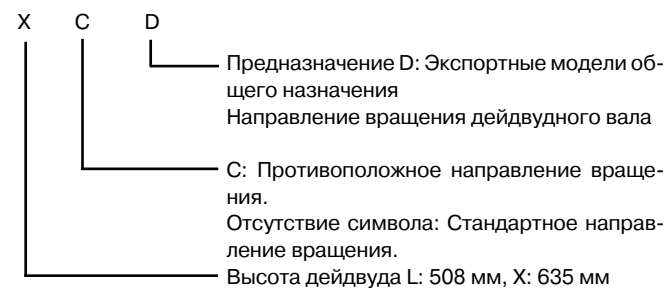 X C D
Предназначение D: Экспортные модели об-
щего назначения
Направление вращения дейдвудного вала
C: Противоположное направление враще-
ния.
Отсутствие символа: Стандартное направ-
ление вращения.
Высота дейдвуда L: 508 мм, X: 635 мм